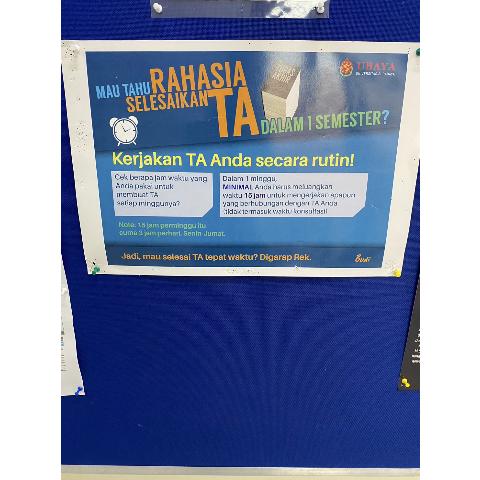 MAU TAHU RAHASIA
SELESAIKAN TA
DALAM 1 SEMESTER?
UBAYA
UNIVERSITAS SURABAYA
Kerjakan TA Anda secara rutin!
Cek berapa jam waktu yang
Anda pakai untuk
membuat TA
setiap minggunya?
Dalam 1 minggu,
MINIMAL Anda harus meluangkan
waktu 15 jam untuk mengerjakan apapun
yang berhubungan dengan TA Anda
(tidak termasuk waktu konsultasi)
Note: 15 jam perminggu itu
cuma 3 jam perhari, Senin Jumat.
Jadi, mau selesai TA tepat waktu? Digarap Rek.